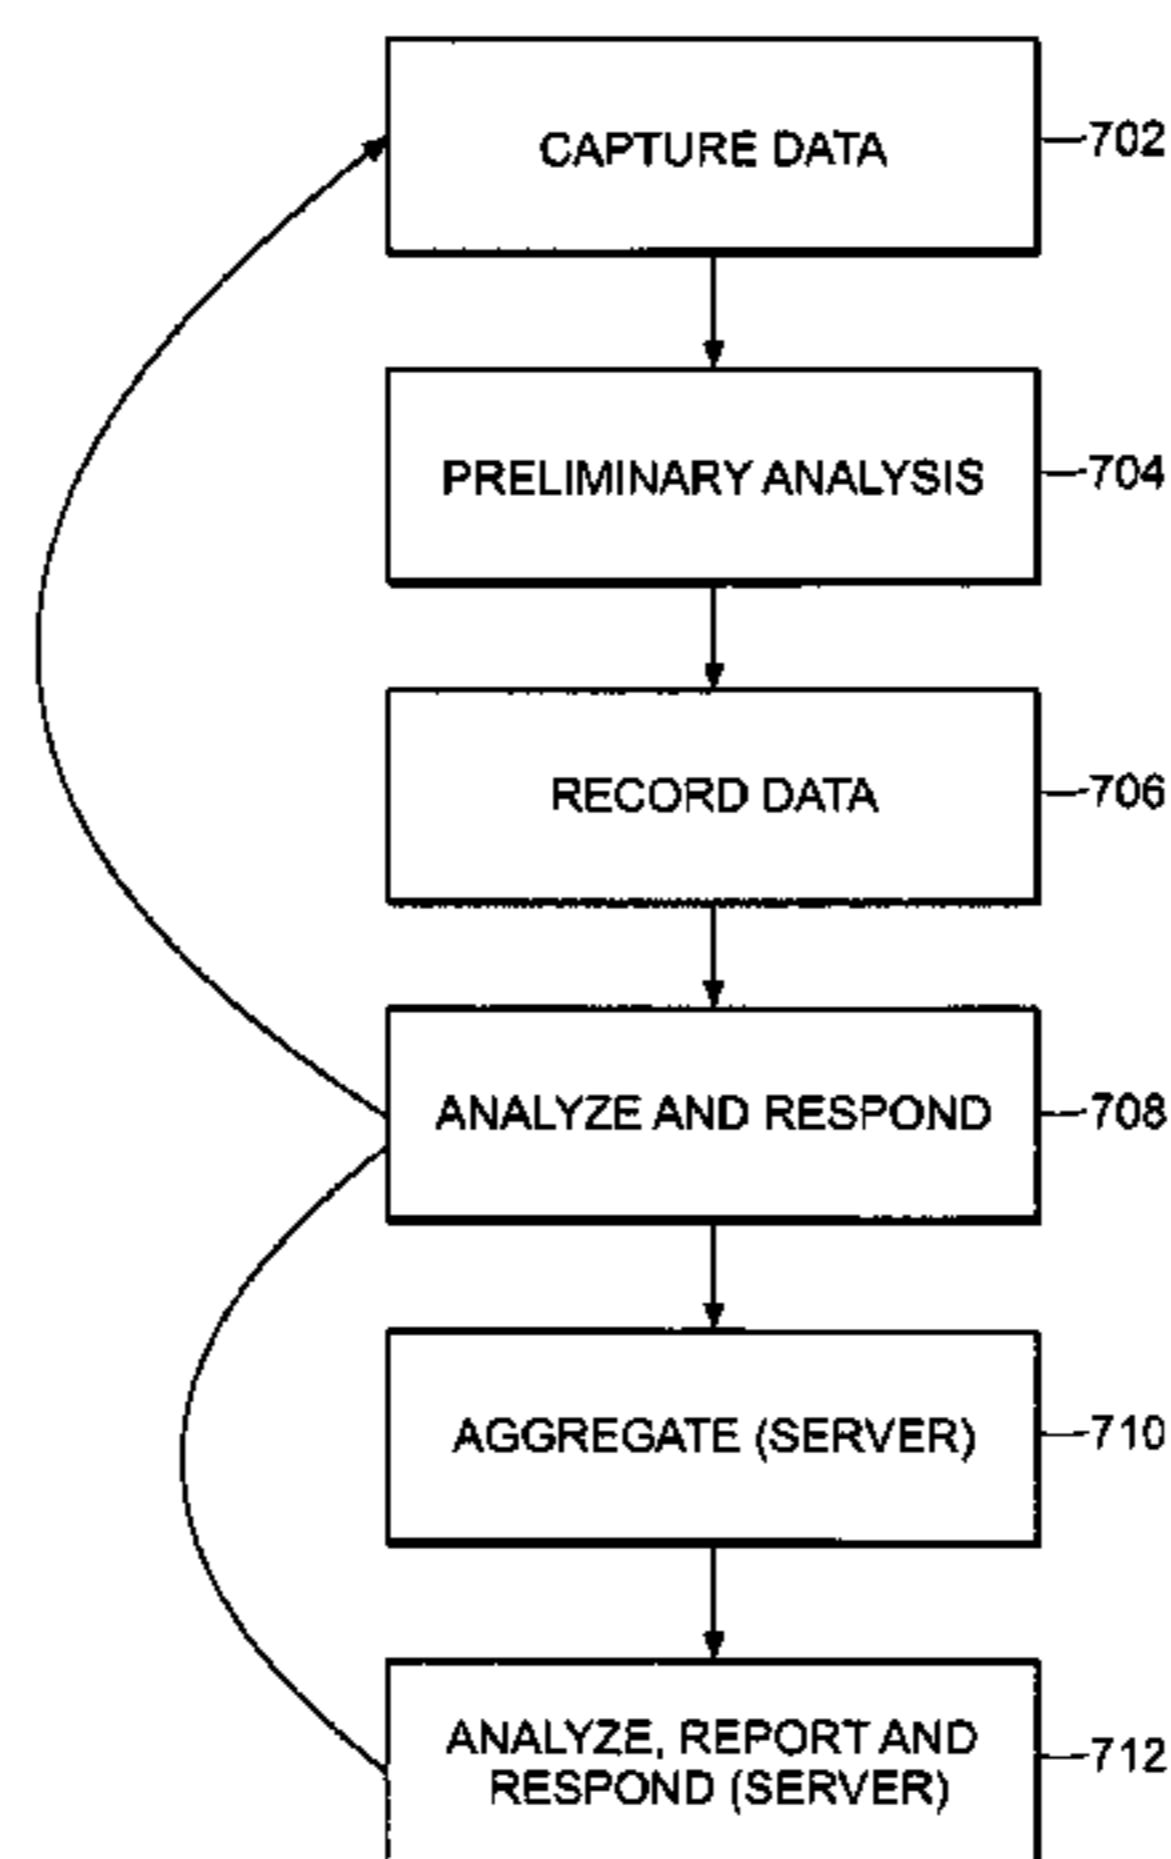 CAPTURE DATA
702
PRELIMINARY ANALYSIS
704
RECORD DATA
706
ANALYZE AND RESPOND
708
AGGREGATE (SERVER)
710
ANALYZE, REPORT AND
RESPOND (SERVER)
712